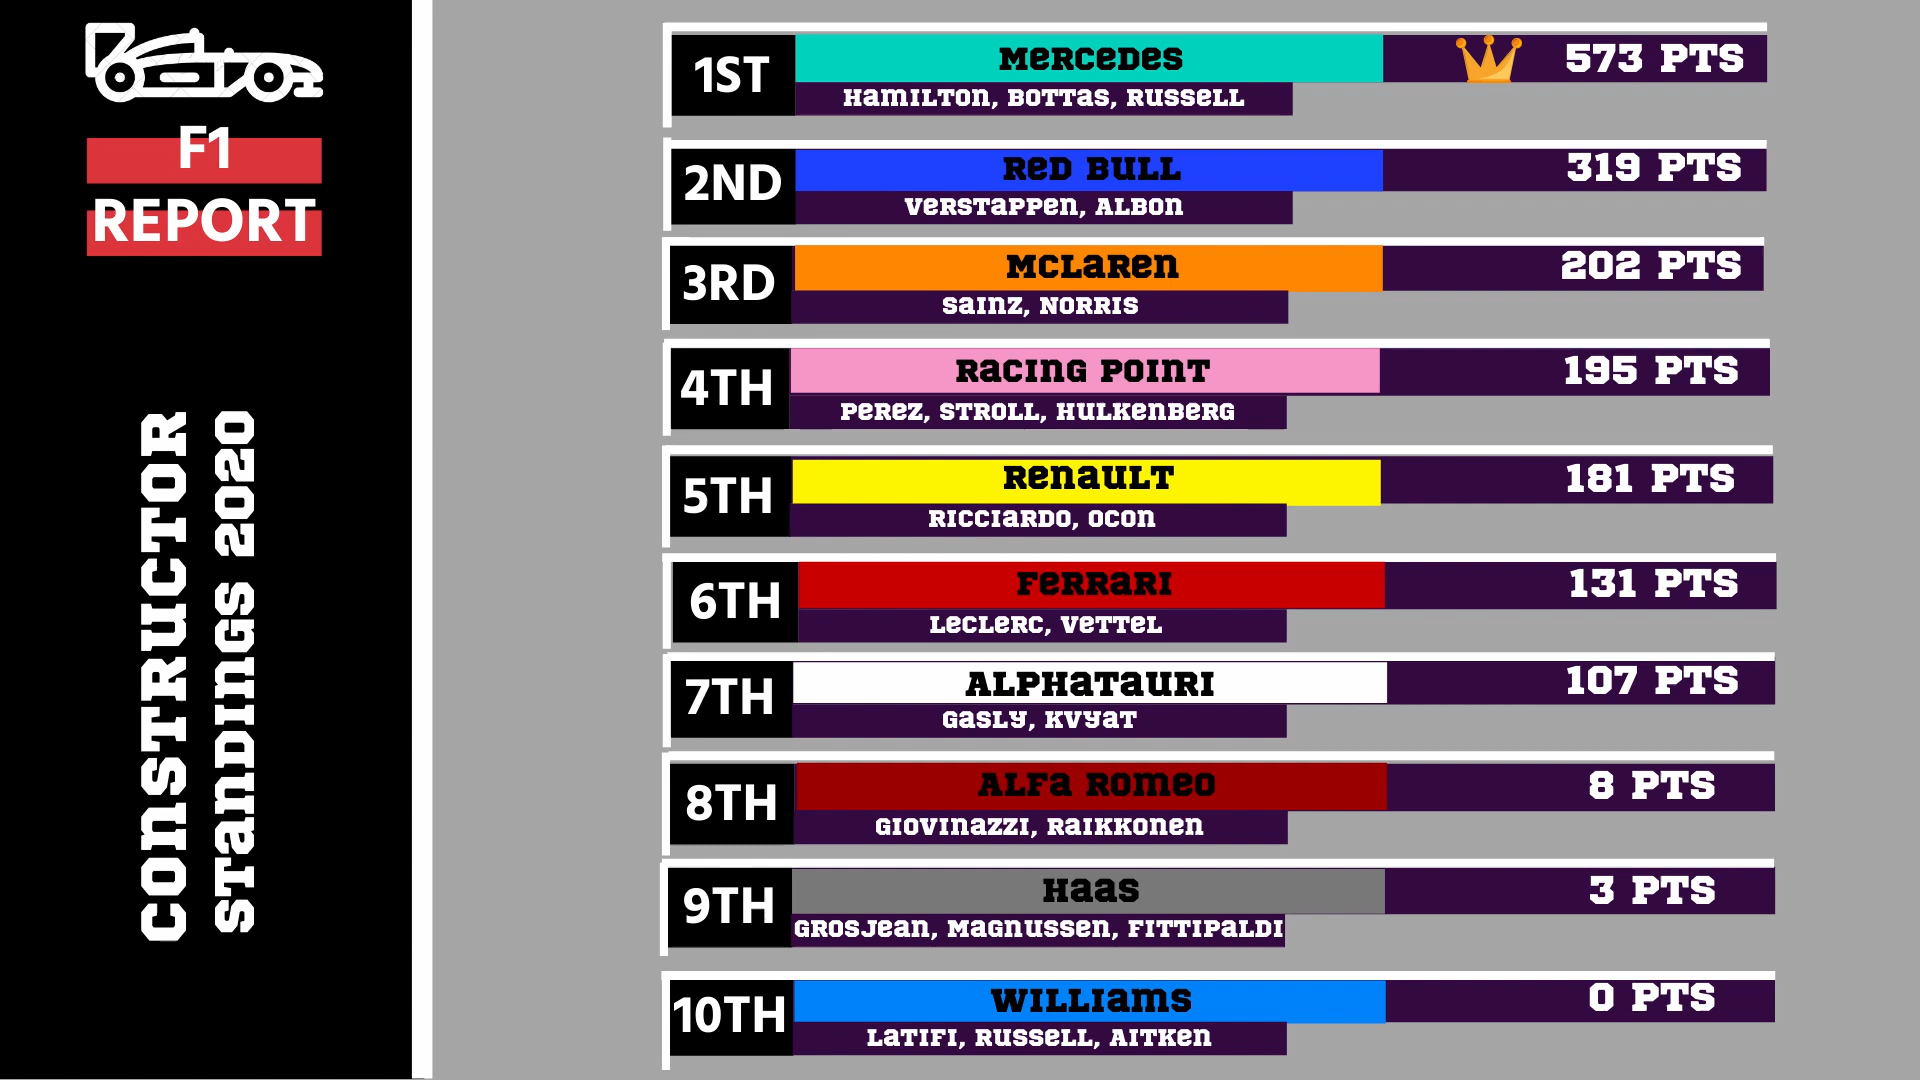 F1
REPORT
CONSTRUCTOR
STANDINGS 2020
1ST
MERCEDES
573 PTS
HAMILTON, BOTTAS, RUSSELL
2ND
RED BULL
319 PTS
VERSTAPPEN, ALBON
3RD
MCLAREN
202 PTS
SAINZ, NORRIS
4TH
RACING POINT
195 PTS
PEREZ, STROLL, HULKENBERG
5TH
RENAULT
181 PTS
RICCIARDO, OCON
6TH
FERRARI
131 PTS
LECLERC, VETTEL
7TH
ALPHATAURI
107 PTS
GASLY, KVYAT
8TH
ALFA ROMEO
8 PTS
GIOVINAZZI, RAIKKONEN
9TH
HAAS
3 PTS
GROSJEAN, MAGNUSSEN, FITTIPALDI
10TH
WILLIAMS
0 PTS
LATIFI, RUSSELL, AITKEN